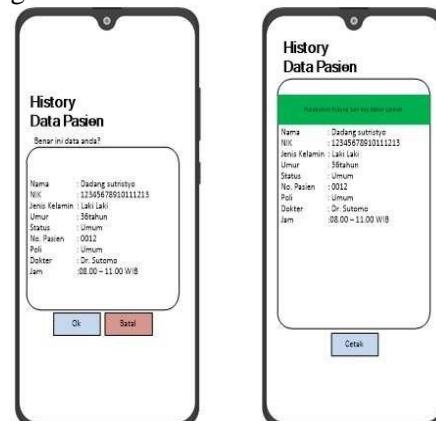 g
History
Data Pasien
Benar ini data anda?
Nama : Dadang sutristyo
NIK : 12345678910111213
Jenis Kelamin : Laki Laki
Umur : 36tahun
Status : Umum
No. Pasien : 0012
Poli : Umum
Dokter : Dr. Sutomo
Jam :08.00 – 11.00 WIB
Ok
Batal
History
Data Pasien
Nama : Dadang sutristyo
NIK : 12345678910111213
Jenis Kelamin : Laki Laki
Umur : 36tahun
Status : Umum
No. Pasien : 0012
Poli : Umum
Dokter : Dr. Sutomo
Jam :08.00 – 11.00 WIB
Cetak